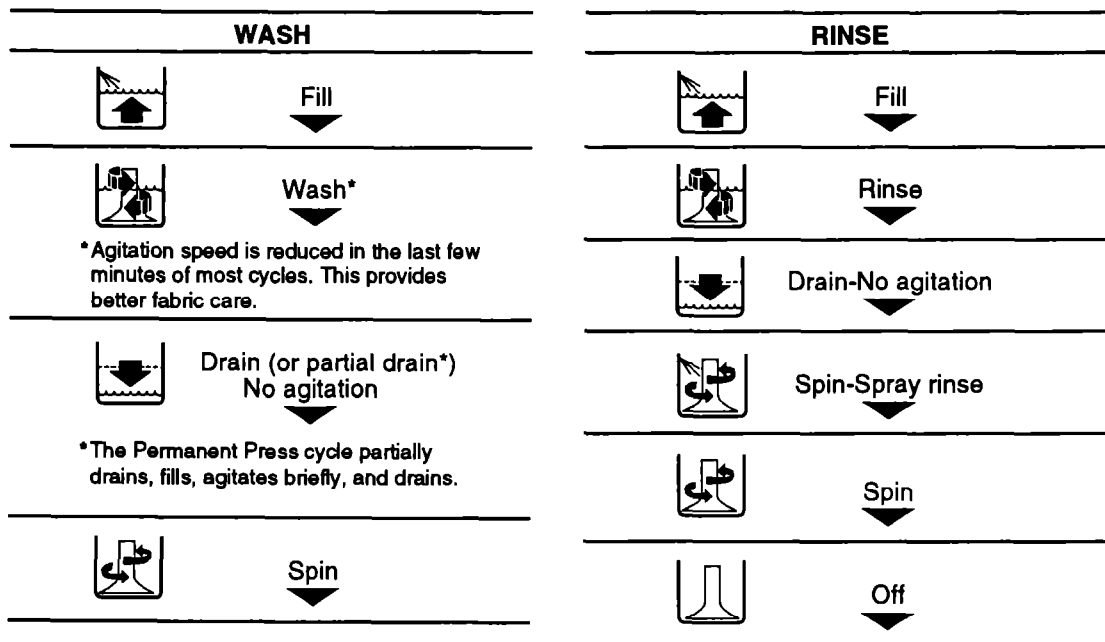 WASH
Fill
Wash*
*Agitation speed is reduced in the last few
minutes of most cycles. This provides
better fabric care.
Drain (or partial drain*)
No agitation
*The Permanent Press cycle partially
drains, fills, agitates briefly, and drains.
Spin
RINSE
Fill
Rinse
Drain-No agitation
Spin-Spray rinse
Spin
Off